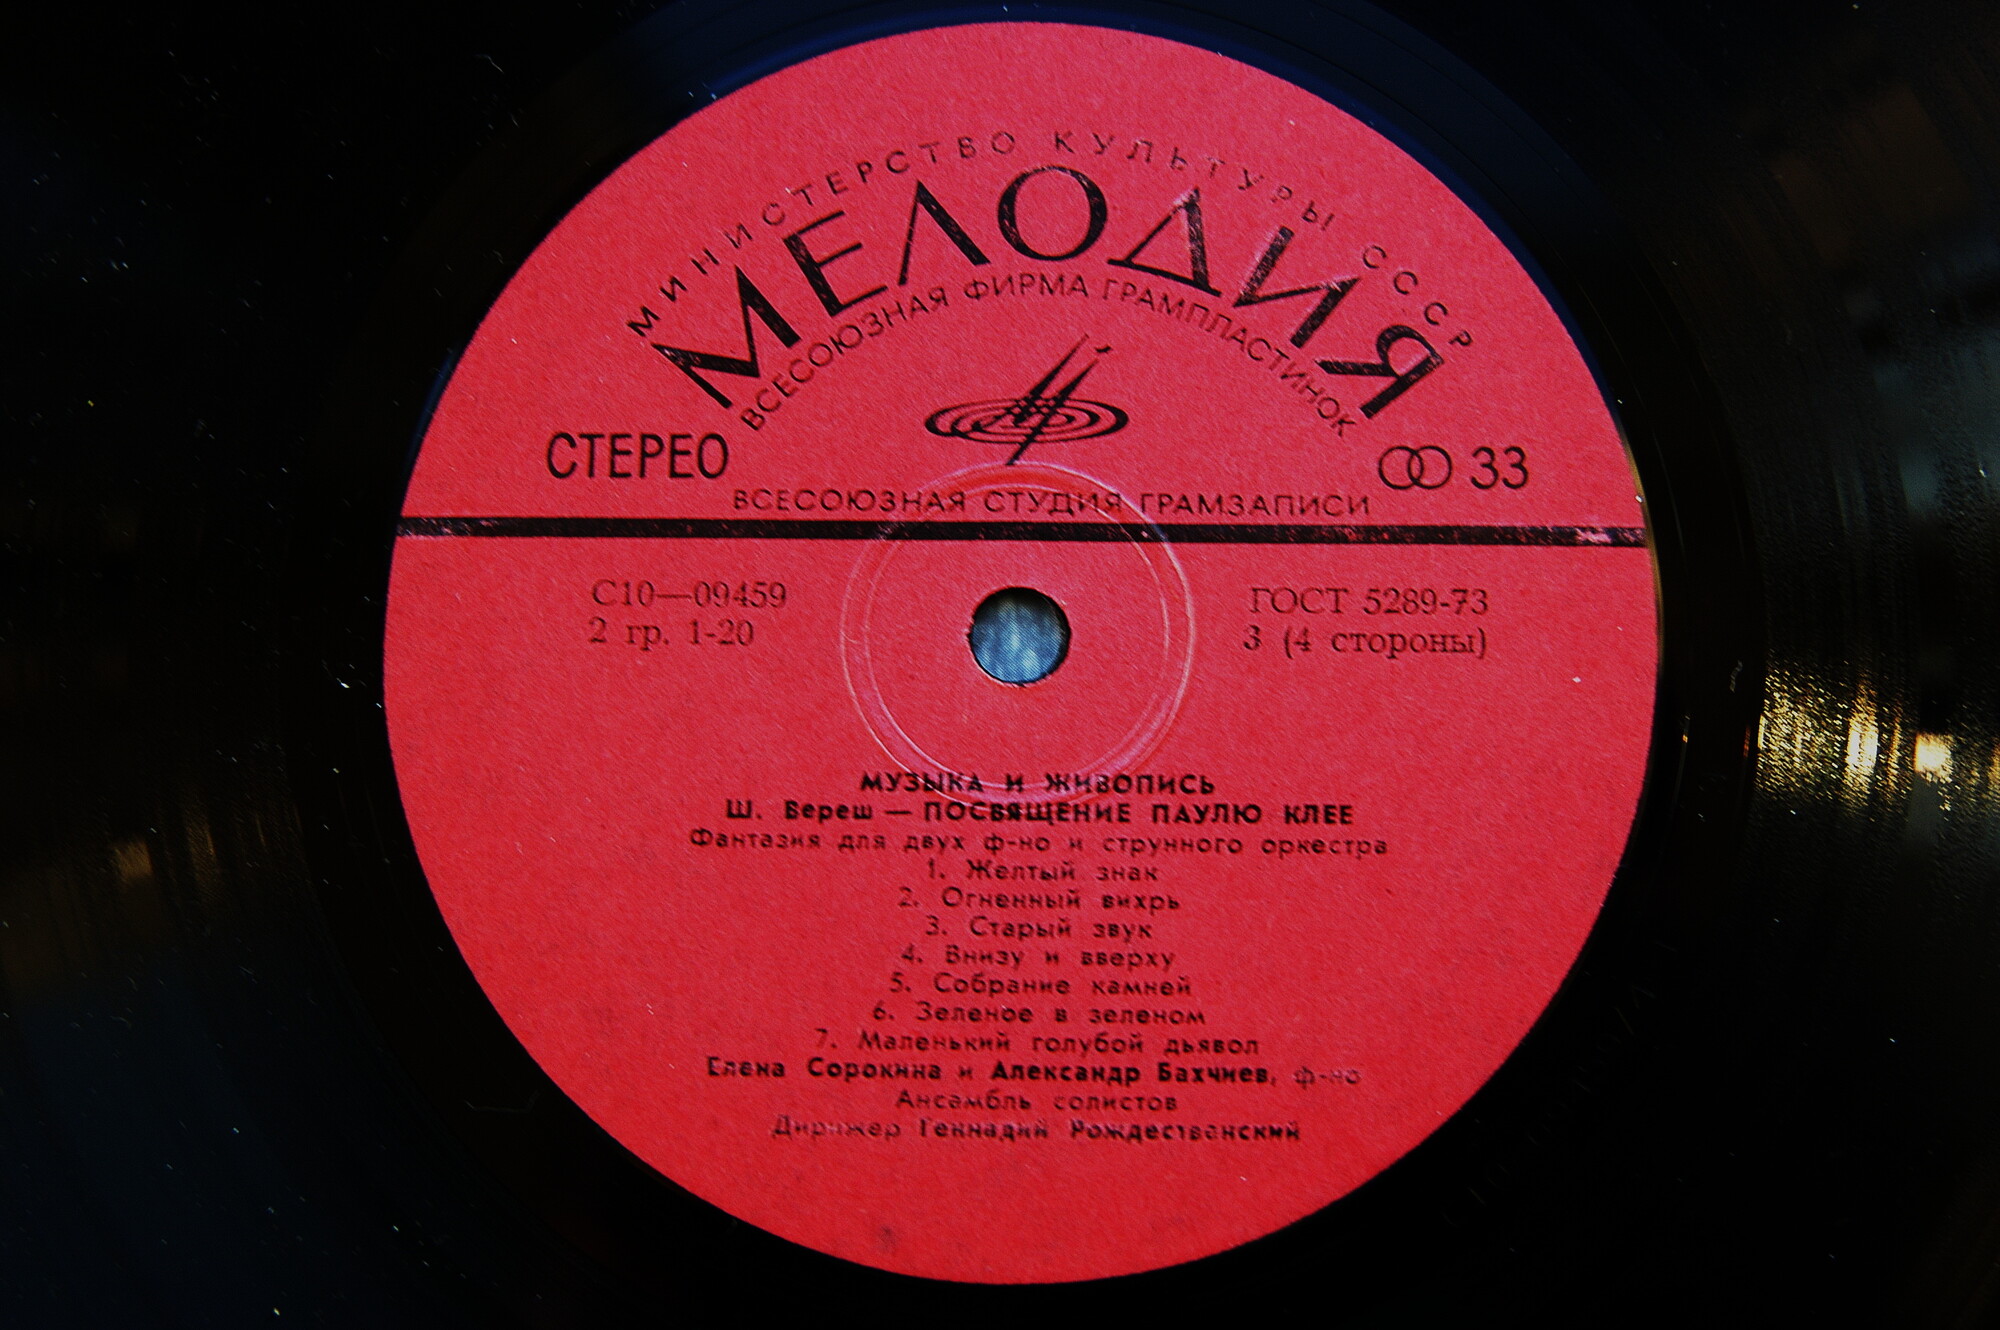 МИНИСТЕРСТВО КУЛЬТУРЫ СССР
МЕЛОДИЯ
ВСЕСОЮЗНАЯ ФИРМА ГРАМПЛАСТИНОК
СТЕРЕО
33
ВСЕСОЮЗНАЯ СТУДИЯ ГРАМЗАПИСИ
С10—09459
ГОСТ 5289-73
2 гр. 1-20
3 (4 стороны)
МУЗЫКА И ЖИВОПИСЬ
Ш. Вереш — ПОСВЯЩЕНИЕ ПАУЛЮ КЛЕЕ
Фантазия для двух ф-но и струнного оркестра
1. Желтый знак
2. Огненный вихрь
3. Старый звук
4. Внизу и вверху
5. Собрание камней
6. Зеленое в зеленом
7. Маленький голубой дьявол
Елена Сорокина и Александр Бахчиев, ф-но
Ансамбль солистов
Дирижер Геннадий Рождественский